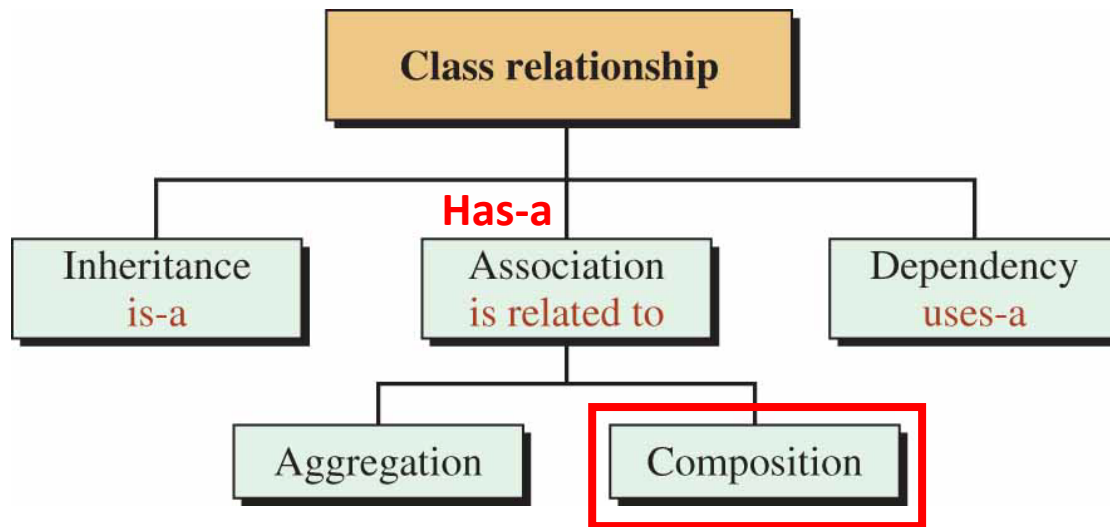 Class relationship
Has-a
Inheritance
is-a
Association
is related to
Dependency
uses-a
Aggregation
Composition